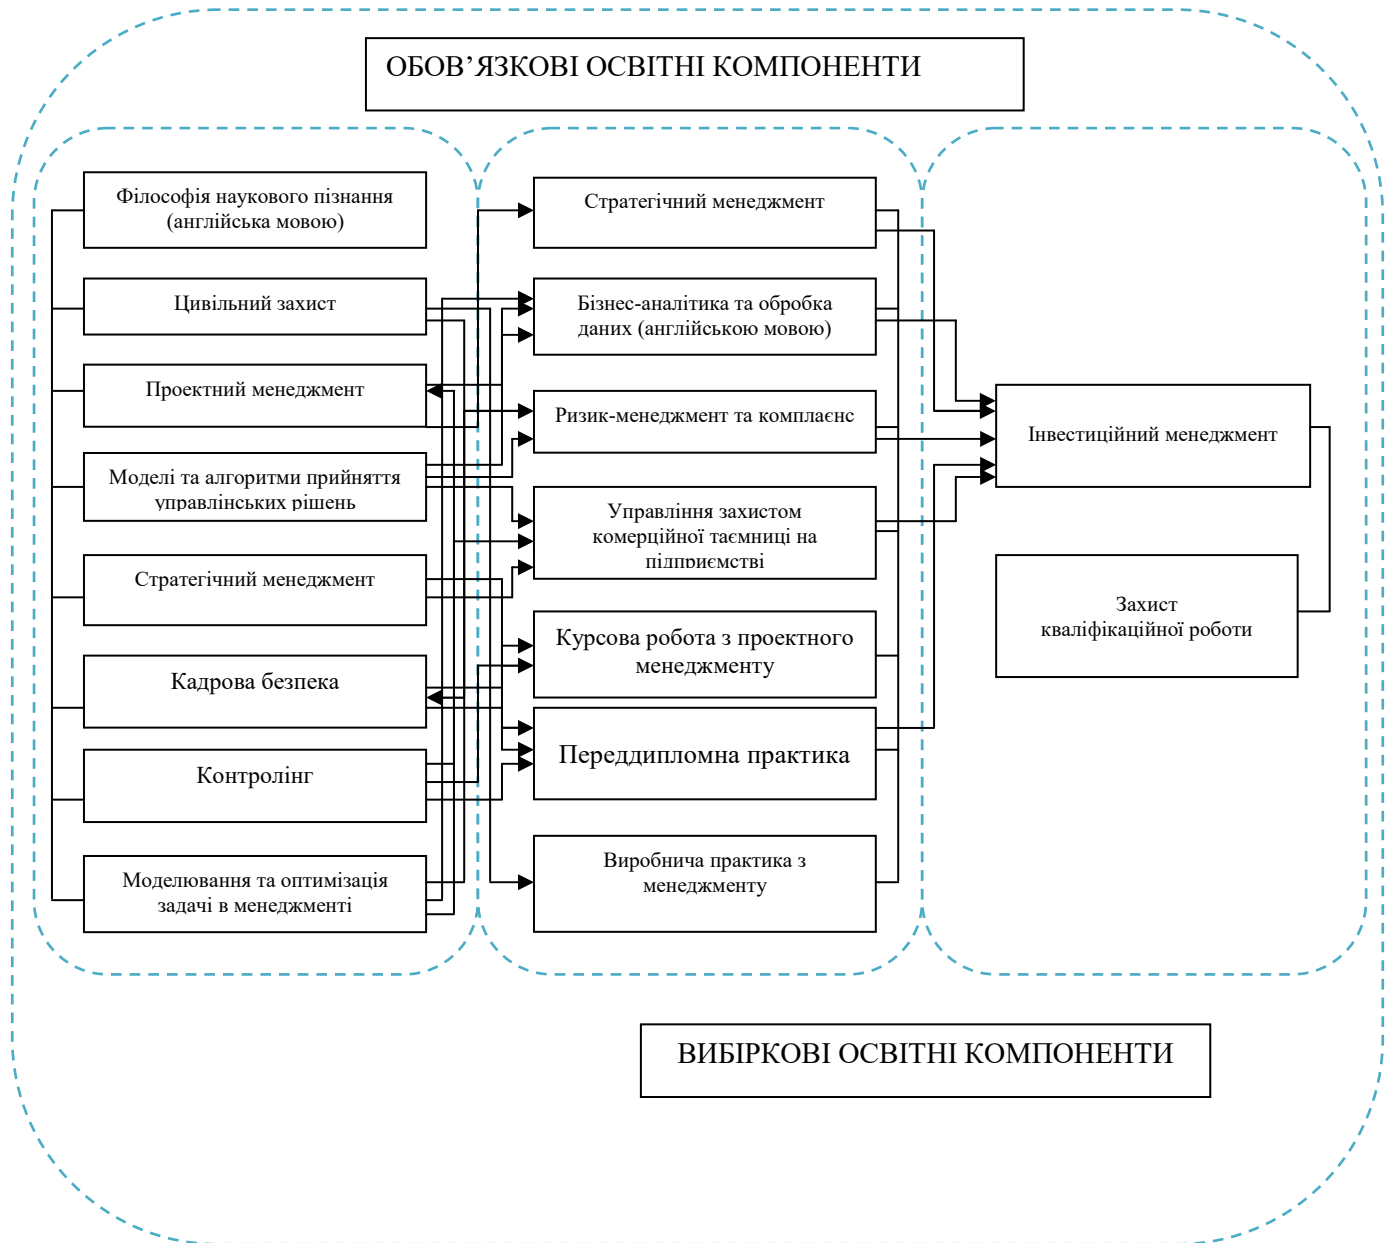 ОБОВ’ЯЗКОВІ ОСВІТНІ КОМПОНЕНТИ
Філософія наукового пізнання
(англійська мовою)
Цивільний захист
Проектний менеджмент
Моделі та алгоритми прийняття
управлінських рішень
Стратегічний менеджмент
Кадрова безпека
Контролінг
Моделювання та оптимізація
задачі в менеджменті
Стратегічний менеджмент
Бізнес-аналітика та обробка
даних (англійською мовою)
Ризик-менеджмент та комплаєнс
Управління захистом
комерційної таємниці на
підприємстві
Курсова робота з проектного
менеджменту
Переддипломна практика
Виробнича практика з
менеджменту
Інвестиційний менеджмент
Захист
кваліфікаційної роботи
ВИБІРКОВІ ОСВІТНІ КОМПОНЕНТИ